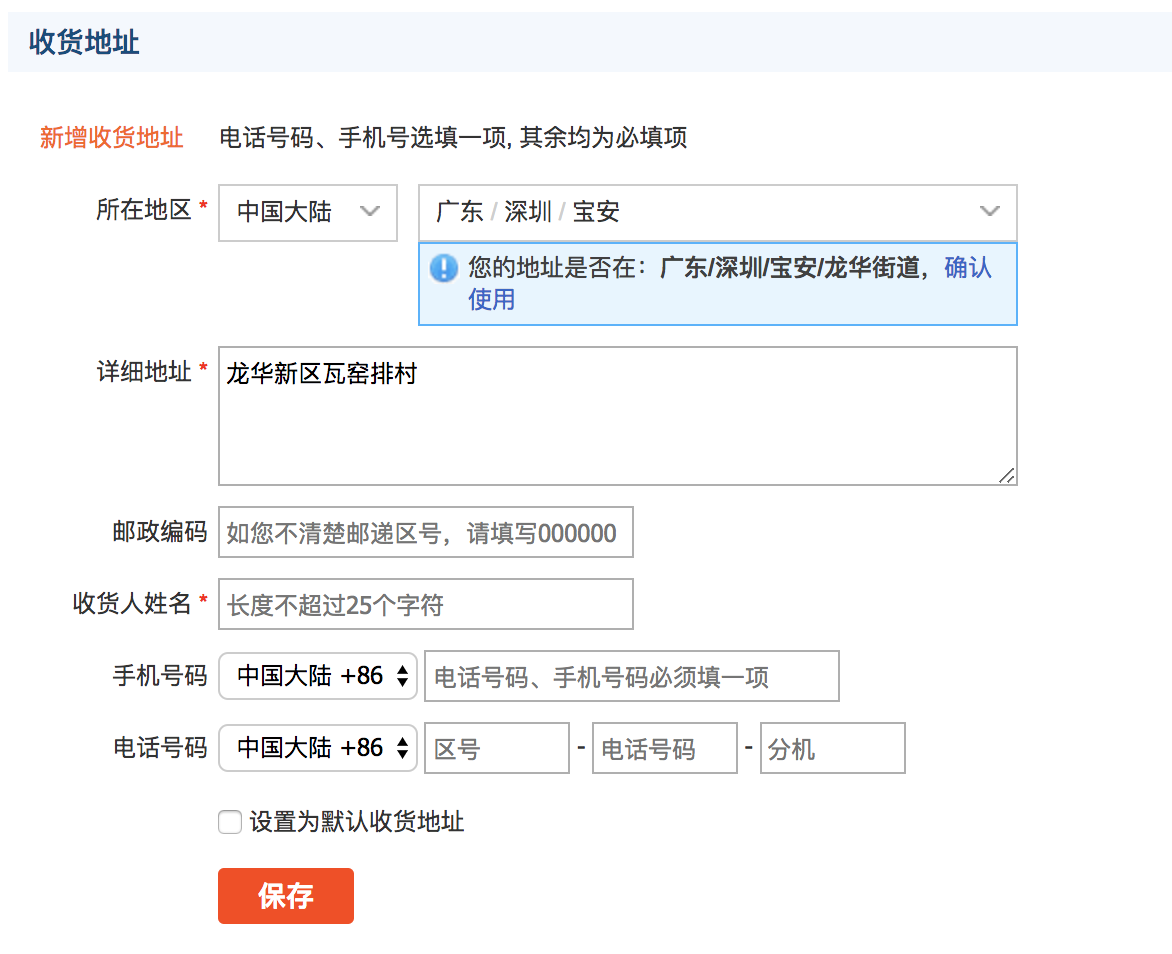 收货地址
新增收货地址 电话号码、手机号选填一项, 其余均为必填项
所在地区 * 中国大陆 广东 / 深圳 / 宝安
您的地址是否在：广东/深圳/宝安/龙华街道，确认
使用
详细地址 * 龙华新区瓦窑排村
邮政编码 如您不清楚邮递区号，请填写000000
收货人姓名 * 长度不超过25个字符
手机号码 中国大陆 +86 电话号码、手机号码必须填一项
电话号码 中国大陆 +86 区号 - 电话号码 - 分机
设置为默认收货地址
保存